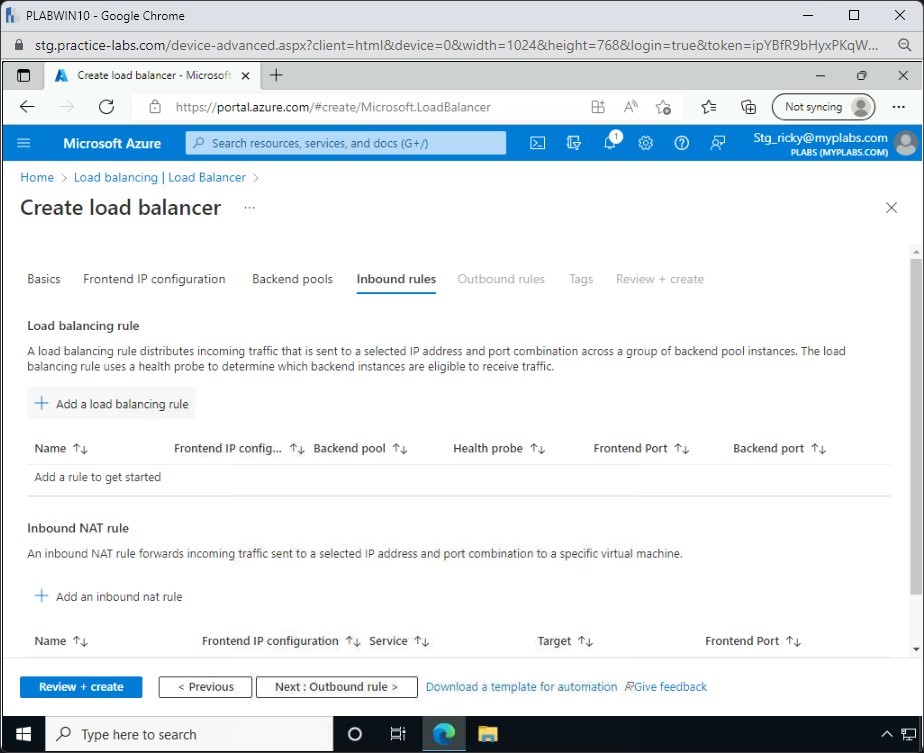 PLABWIN10 - Google Chrome
stg.practice-labs.com/device-advanced.aspx?client=html&device=0&width=1024&height=768&login=true&token=ipYBfR9bHyxPKqW...
Create load balancer - Microsoft
https://portal.azure.com/#create/Microsoft.LoadBalancer
Not syncing
Microsoft Azure
Search resources, services, and docs (G+/)
1
Stg_ricky@myplabs.com
PLABS (MYPLABS.COM)
Home > Load balancing | Load Balancer >
Create load balancer ...
Basics Frontend IP configuration Backend pools Inbound rules Outbound rules Tags Review + create
Load balancing rule
A load balancing rule distributes incoming traffic that is sent to a selected IP address and port combination across a group of backend pool instances. The load
balancing rule uses a health probe to determine which backend instances are eligible to receive traffic.
+ Add a load balancing rule
Name ↑↓ Frontend IP config... ↑↓ Backend pool ↑↓ Health probe ↑↓ Frontend Port ↑↓ Backend port ↑↓
Add a rule to get started
Inbound NAT rule
An inbound NAT rule forwards incoming traffic sent to a selected IP address and port combination to a specific virtual machine.
+ Add an inbound nat rule
Name ↑↓ Frontend IP configuration ↑↓ Service ↑↓ Target ↑↓ Frontend Port ↑↓
Review + create < Previous Next : Outbound rule > Download a template for automation Give feedback
Type here to search